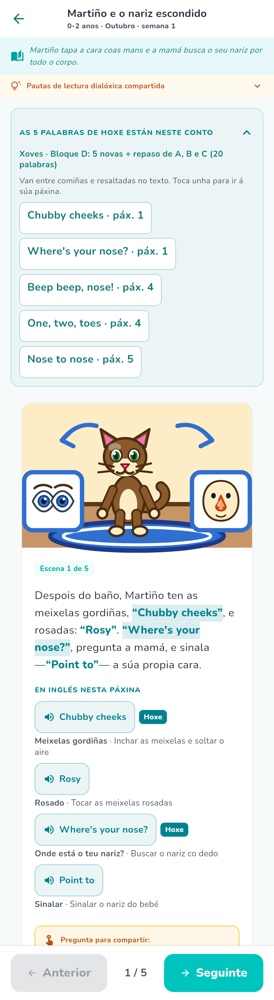 Martiño e o nariz escondido
0-2 anos · Outubro · semana 1
Martiño tapa a cara coas mans e a mamá busca o seu nariz por
todo o corpo.
Pautas de lectura dialóxica compartida
AS 5 PALABRAS DE HOXE ESTÁN NESTE CONTO
Xoves · Bloque D: 5 novas + repaso de A, B e C (20
palabras)
Van entre comiñas e resaltadas no texto. Toca unha para ir á
súa páxina.
Chubby cheeks · páx. 1
Where's your nose? · páx. 1
Beep beep, nose! · páx. 4
One, two, toes · páx. 4
Nose to nose · páx. 5
Escena 1 de 5
Despois do baño, Martiño ten as
meixelas gordiñas, “Chubby cheeks”, e
rosadas: “Rosy”. “Where's your
nose?”, pregunta a mamá, e sinala
—“Point to”— a súa propia cara.
EN INGLÉS NESTA PÁXINA
Chubby cheeks Hoxe
Meixelas gordiñas · Inchar as meixelas e soltar o
aire
Rosy
Rosado · Tocar as meixelas rosadas
Where's your nose? Hoxe
Onde está o teu nariz? · Buscar o nariz co dedo
Point to
Sinalar · Sinalar o nariz do bebé
Pregunta para compartir:
← Anterior 1 / 5 → Seguinte